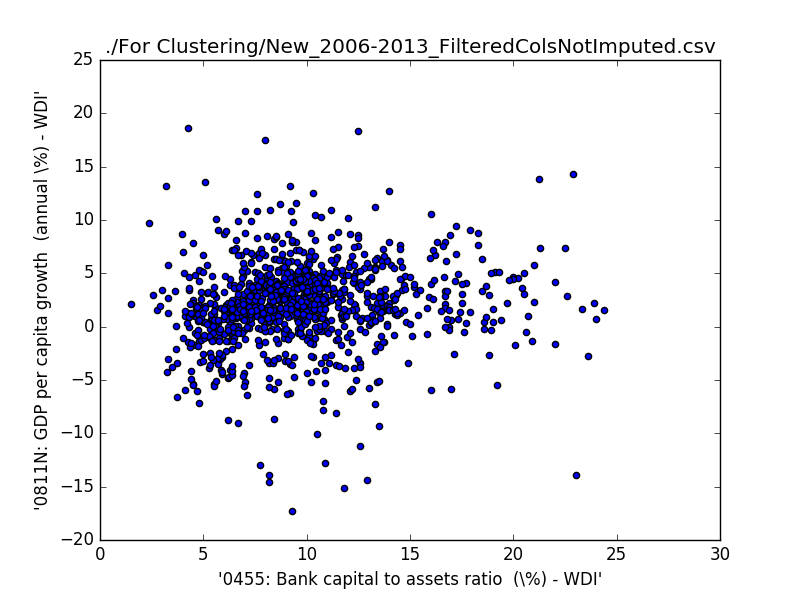 ./For Clustering/New_2006-2013_FilteredColsNotImputed.csv
25
20
15
10
5
0
−5
−10
−15
−20
0 5 10 15 20 25 30
'0811N: GDP per capita growth  (annual \%) - WDI'
'0455: Bank capital to assets ratio  (\%) - WDI'